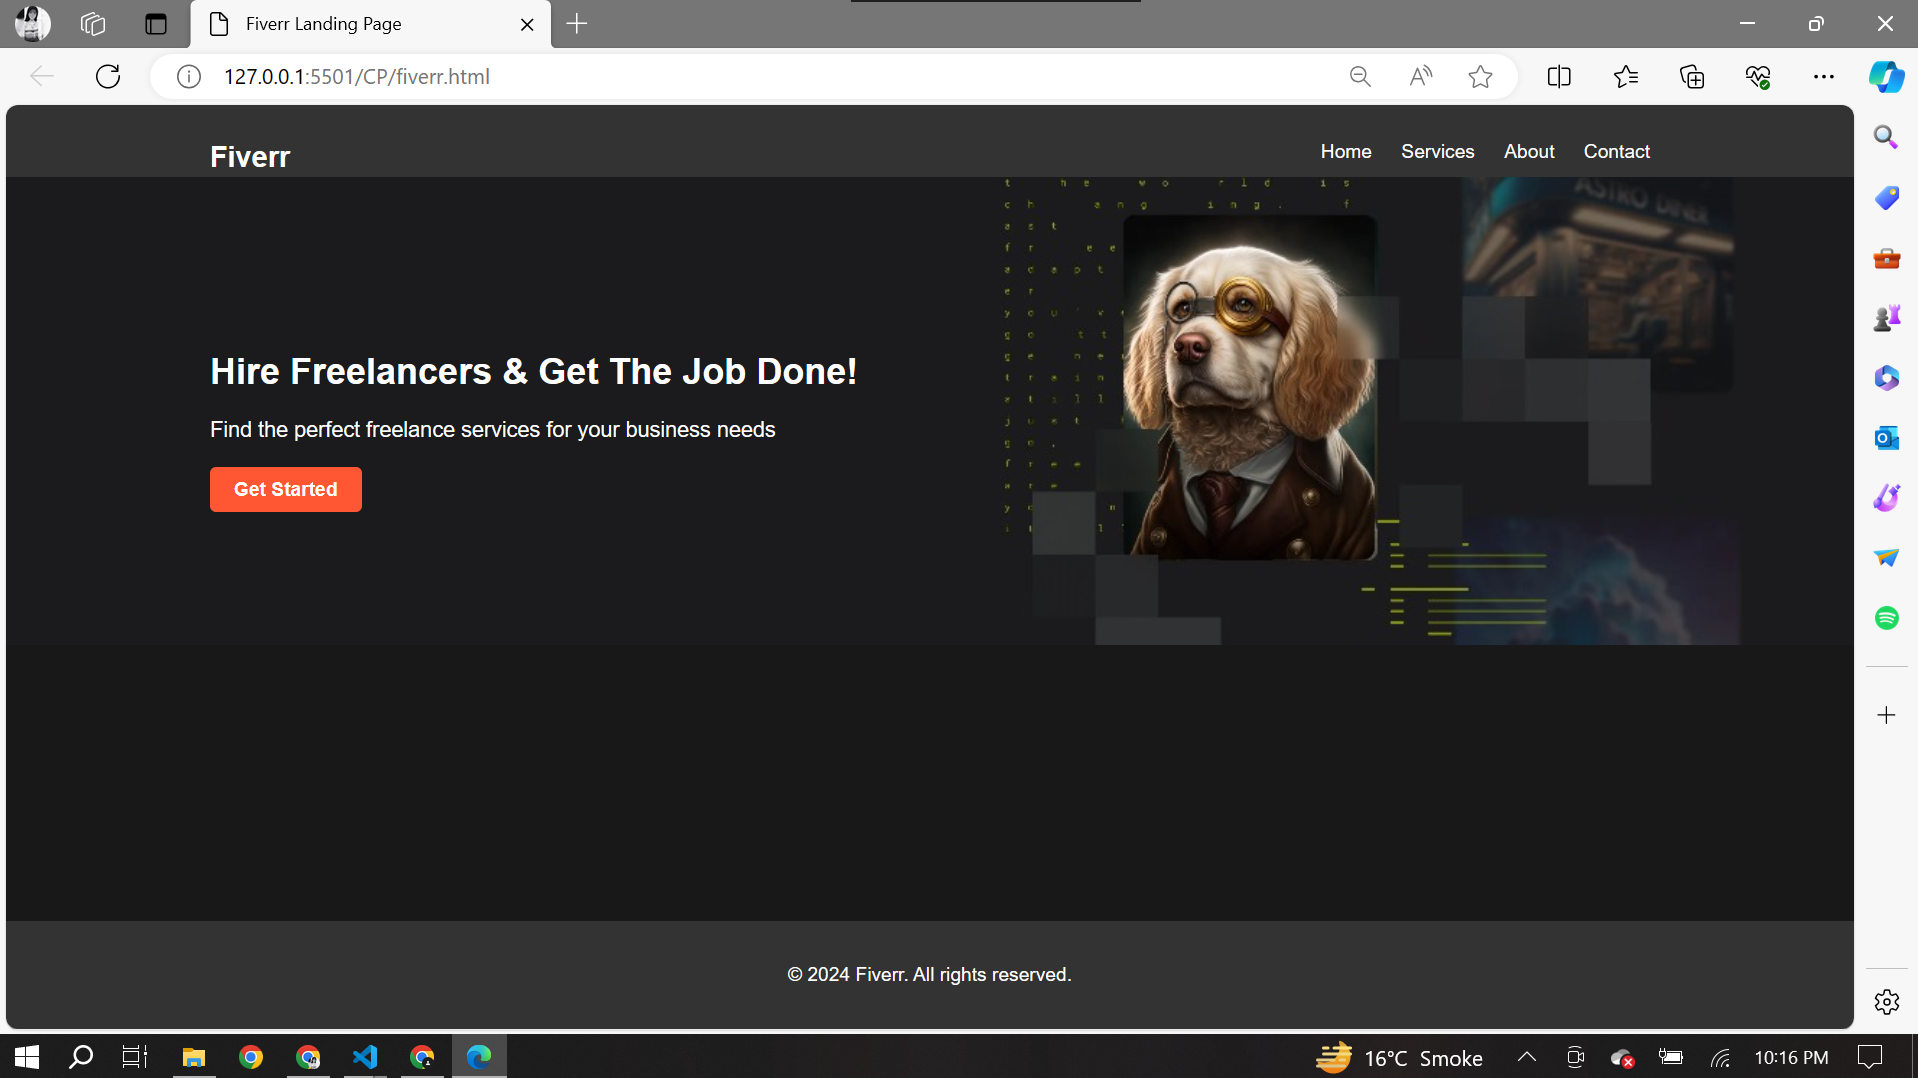 Fiverr Landing Page
127.0.0.1:5501/CP/fiverr.html
Fiverr
Home Services About Contact
t h e w o r l d i s
c h a n g i n g . f
a s t
f r e e
a d a p t
e r
y o u ' v
g o t t
g e n e
t r a i n
s t i l l
j u s t
g o .
f r e e
a r e
ASTRO DINER
Hire Freelancers & Get The Job Done!
Find the perfect freelance services for your business needs
Get Started
© 2024 Fiverr. All rights reserved.
16°C Smoke
10:16 PM